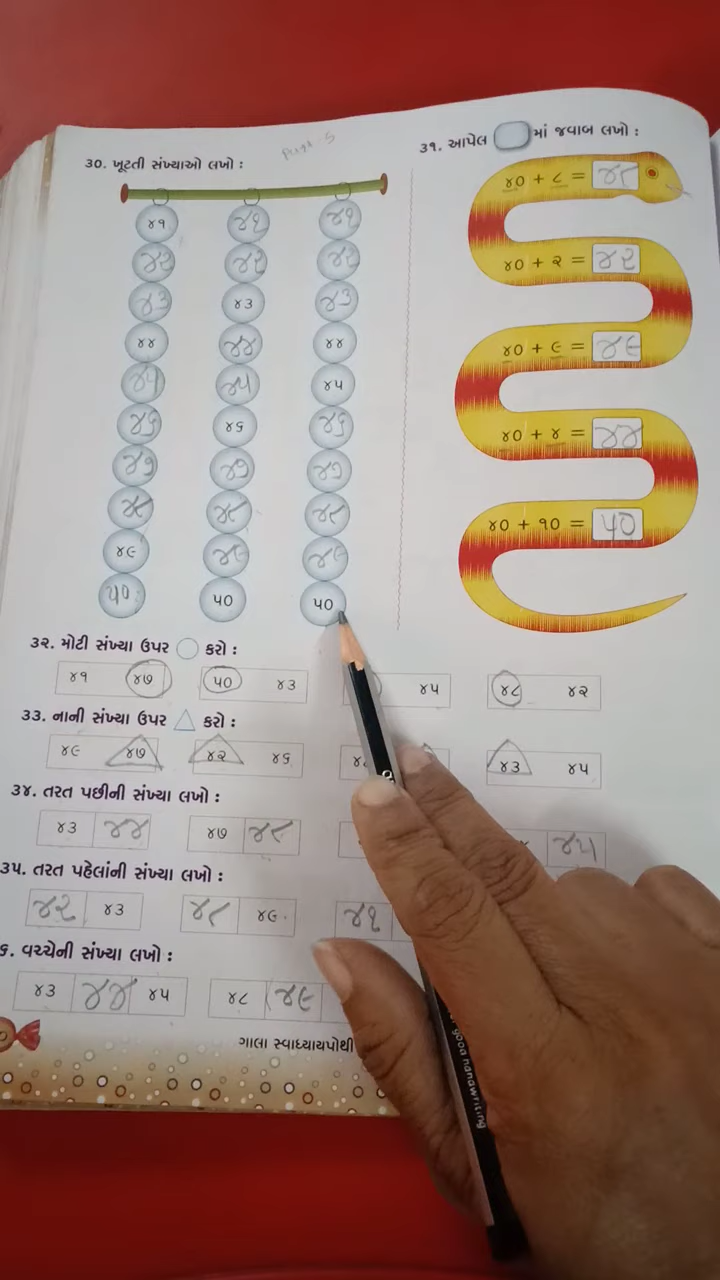 ૩૦. ખૂટતી સંખ્યાઓ લખો :
૪૧ ૪૧ ૪૧
૪૨ ૪૨ ૪૨
૪૩ ૪૩ ૪૩
૪૪ ૪૪ ૪૪
૪૫ ૪૫ ૪૫
૪૬ ૪૬ ૪૬
૪૭ ૪૭ ૪૭
૪૮ ૪૮ ૪૮
૪૯ ૪૯ ૪૯
૫૦ ૫૦ ૫૦
૩૧. આપેલ માં જવાબ લખો :
૪૦ + ૮ = ૪૮
૪૦ + ૨ = ૪૨
૪૦ + ૯ = ૪૯
૪૦ + ૪ = ૪૪
૪૦ + ૧૦ = ૫૦
૩૨. મોટી સંખ્યા ઉપર કરો :
૪૧ ૪૭ ૫૦ ૪૩ ૪૫ ૪૮ ૪૨
૩૩. નાની સંખ્યા ઉપર કરો :
૪૯ ૪૭ ૪૨ ૪૬ ૪૩ ૪૫
૩૪. તરત પછીની સંખ્યા લખો :
૪૩ ૪૪ ૪૭ ૪૮ ૪૫
૩૫. તરત પહેલાંની સંખ્યા લખો :
૪૨ ૪૩ ૪૮ ૪૯ ૪૧
૬. વચ્ચેની સંખ્યા લખો :
૪૩ ૪૪ ૪૫ ૪૮ ૪૯
ગાલા સ્વાધ્યાયપોથી